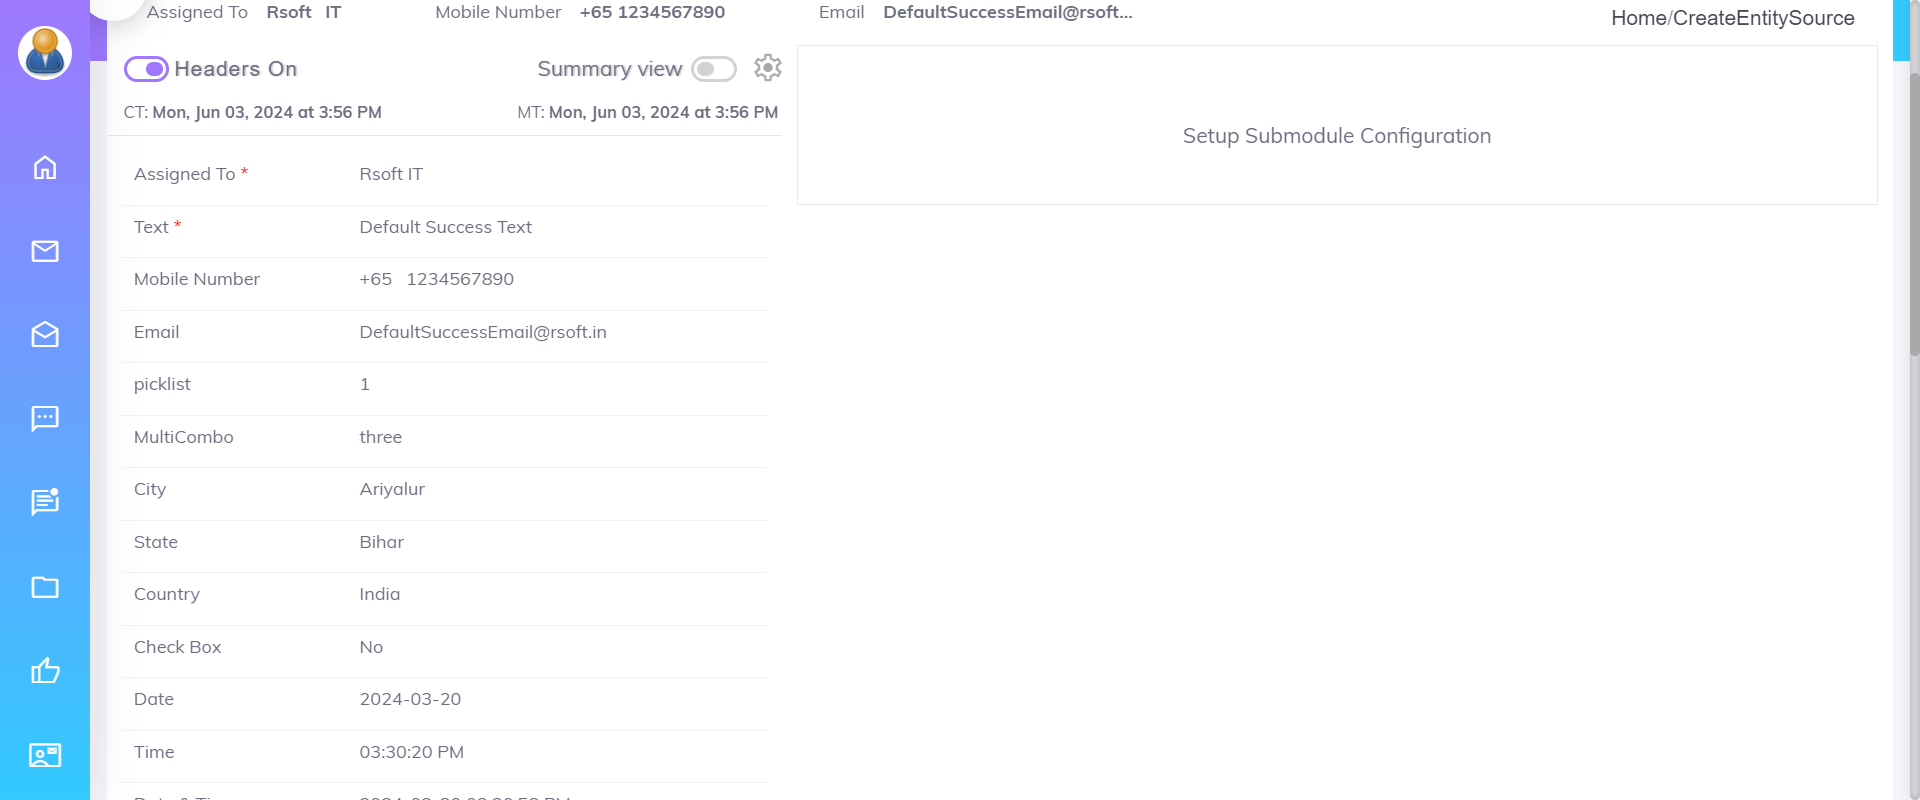 Assigned To Rsoft IT Mobile Number +65 1234567890 Email DefaultSuccessEmail@rsoft...
Home/CreateEntitySource
Headers On Summary view
CT: Mon, Jun 03, 2024 at 3:56 PM MT: Mon, Jun 03, 2024 at 3:56 PM
Setup Submodule Configuration
Assigned To * Rsoft IT
Text * Default Success Text
Mobile Number +65 1234567890
Email DefaultSuccessEmail@rsoft.in
picklist 1
MultiCombo three
City Ariyalur
State Bihar
Country India
Check Box No
Date 2024-03-20
Time 03:30:20 PM